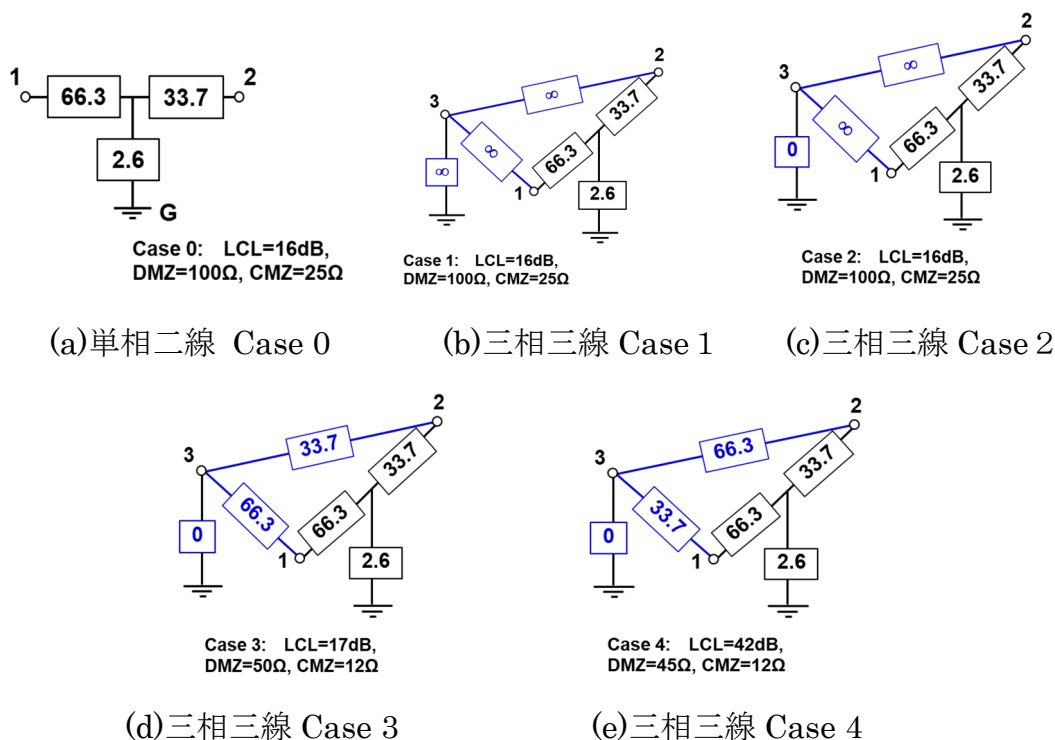 1
66.3
33.7
2
2.6
G
Case 0: LCL=16dB,
DMZ=100Ω, CMZ=25Ω
(a)単相二線 Case 0
2
3
∞
33.7
∞
66.3
∞
1
2.6
Case 1: LCL=16dB,
DMZ=100Ω, CMZ=25Ω
(b)三相三線 Case 1
2
∞
3
33.7
∞
0
66.3
1
2.6
Case 2: LCL=16dB,
DMZ=100Ω, CMZ=25Ω
(c)三相三線 Case 2
2
33.7
3
33.7
66.3
66.3
0
1
2.6
Case 3: LCL=17dB,
DMZ=50Ω, CMZ=12Ω
(d)三相三線 Case 3
2
66.3
3
33.7
33.7
66.3
0
1
2.6
Case 4: LCL=42dB,
DMZ=45Ω, CMZ=12Ω
(e)三相三線 Case 4